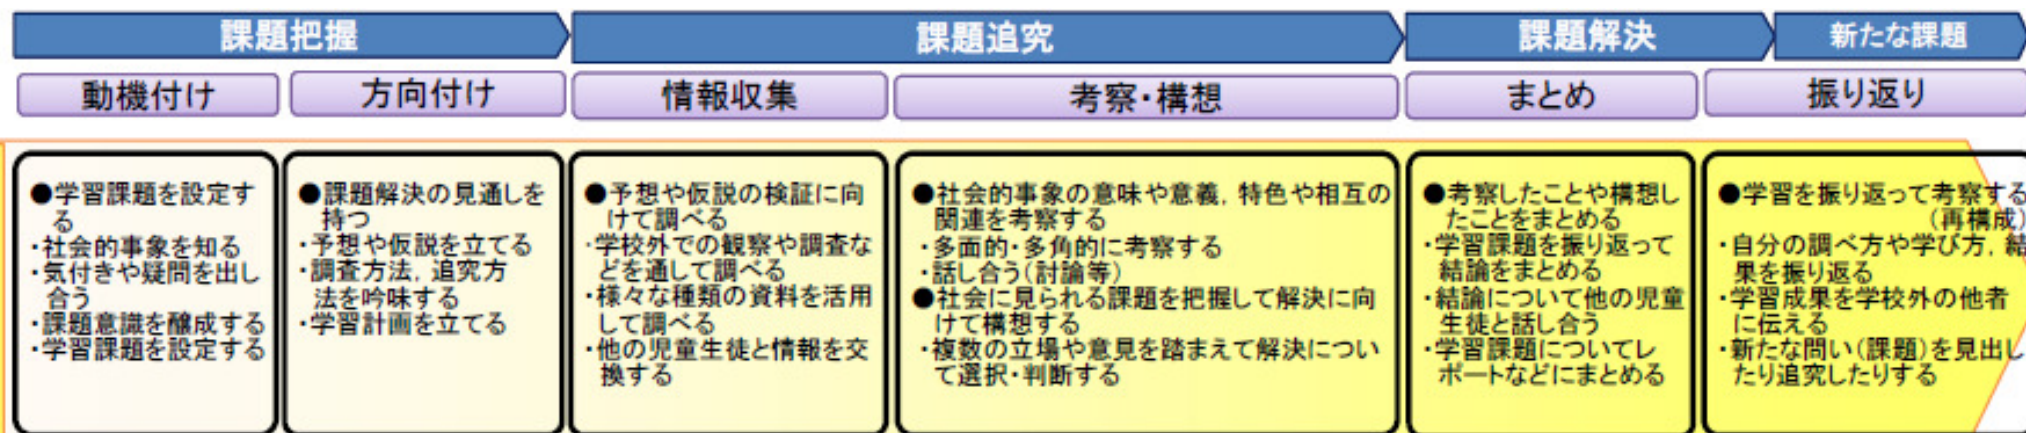 課題把握
課題追究
課題解決
新たな課題
動機付け
方向付け
情報収集
考察・構想
まとめ
振り返り
●学習課題を設定す
る
・社会的事象を知る
・気付きや疑問を出し
合う
・課題意識を醸成する
・学習課題を設定する
●課題解決の見通しを
持つ
・予想や仮説を立てる
・調査方法，追究方
法を吟味する
・学習計画を立てる
●予想や仮説の検証に向
けて調べる
・学校外での観察や調査な
どを通して調べる
・様々な種類の資料を活用
して調べる
・他の児童生徒と情報を交
換する
●社会的事象の意味や意義，特色や相互の
関連を考察する
・多面的・多角的に考察する
・話し合う（討論等）
●社会に見られる課題を把握して解決に向
けて構想する
・複数の立場や意見を踏まえて解決につい
て選択・判断する
●考察したことや構想し
たことをまとめる
・学習課題を振り返って
結論をまとめる
・結論について他の児童
生徒と話し合う
・学習課題についてレ
ポートなどにまとめる
●学習を振り返って考察する
（再構成）
・自分の調べ方や学び方，結
果を振り返る
・学習成果を学校外の他者
に伝える
・新たな問い（課題）を見出し
たり追究したりする